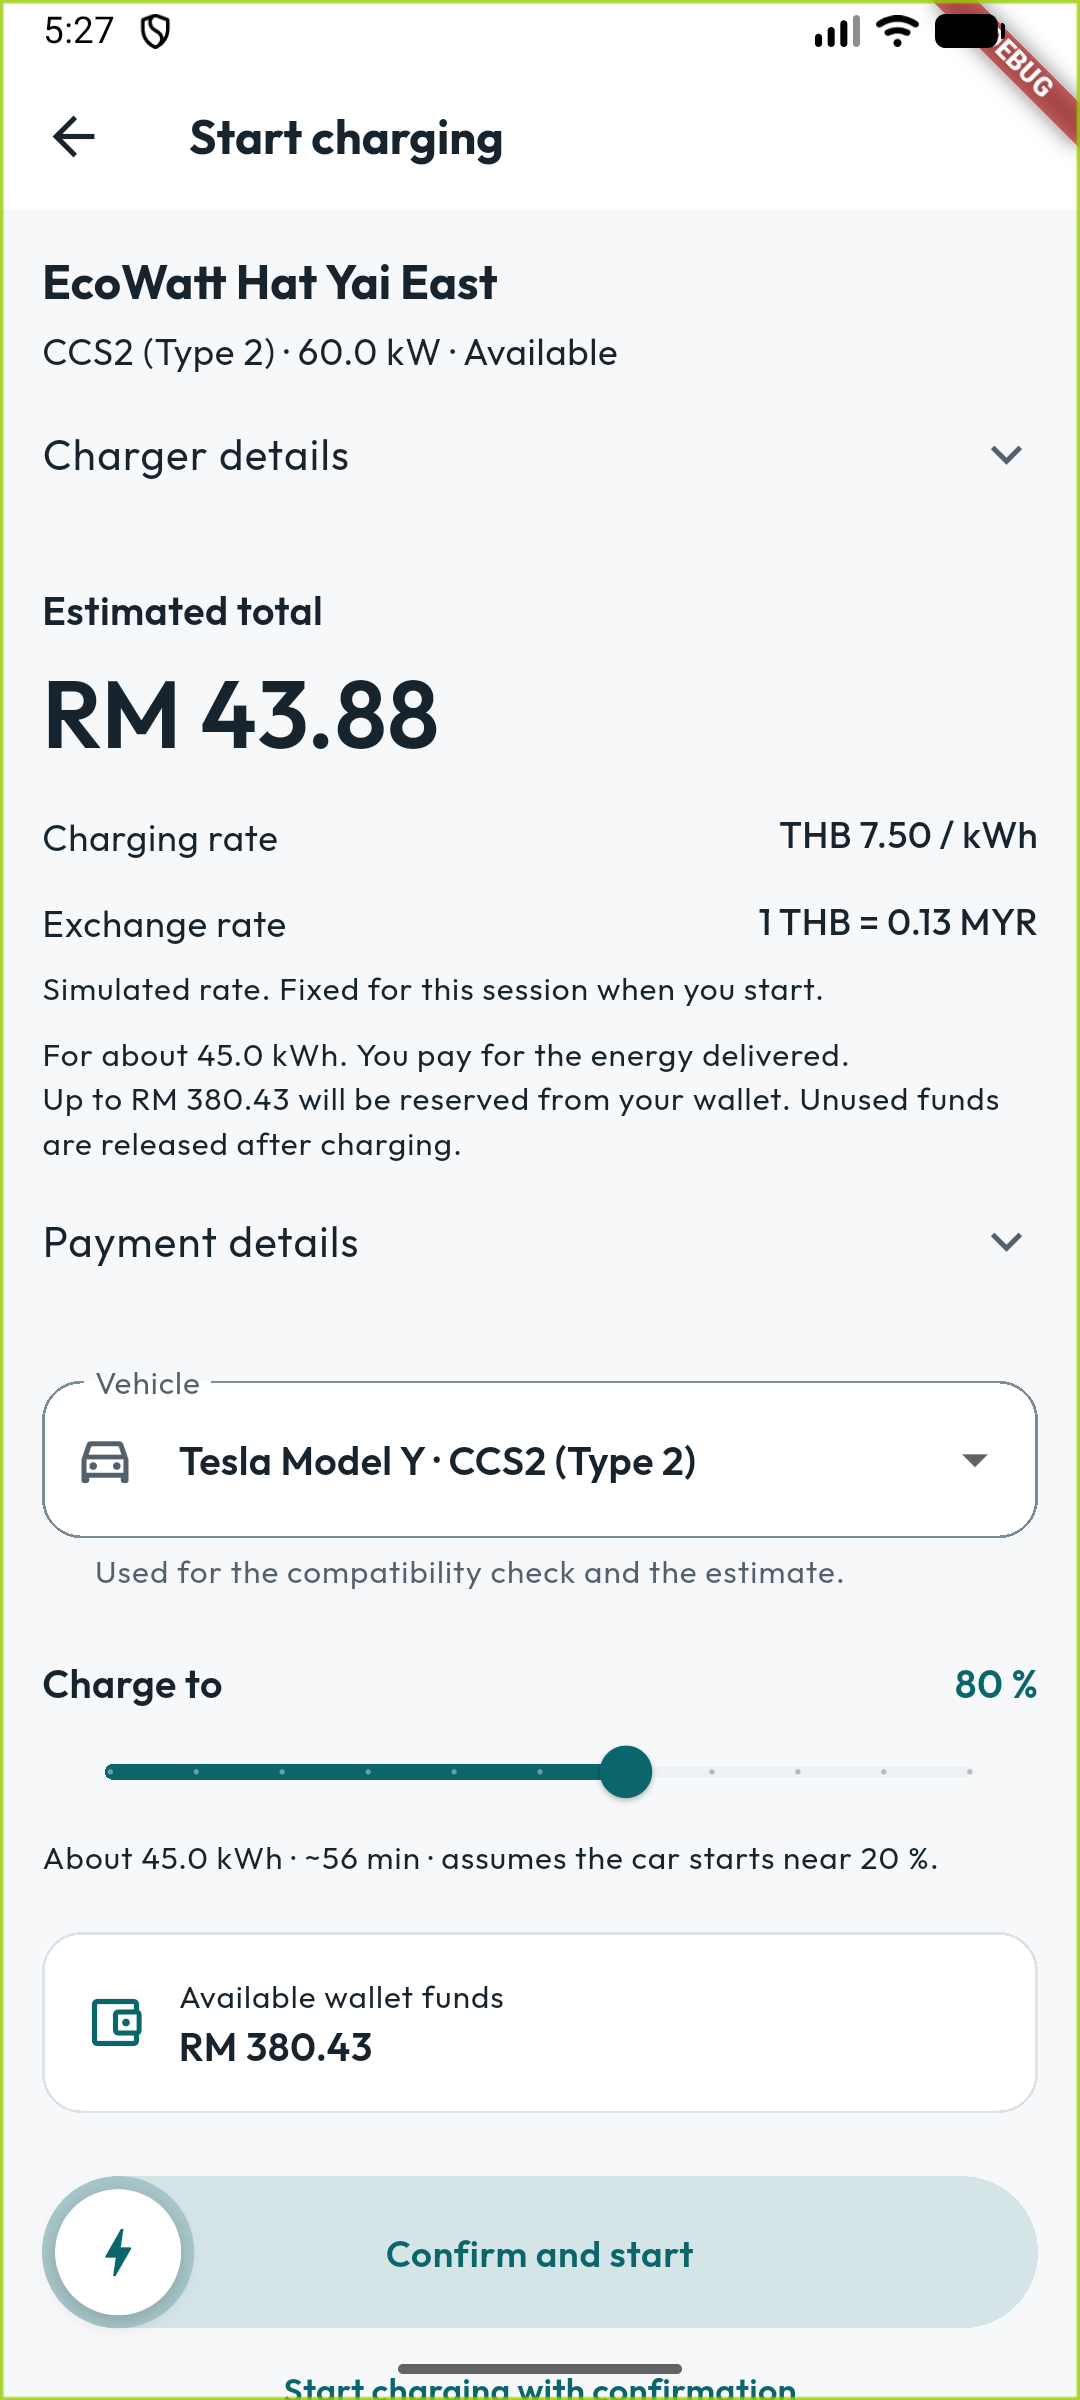 5:27
EBUG
Start charging
EcoWatt Hat Yai East
CCS2 (Type 2) · 60.0 kW · Available
Charger details
Estimated total
RM 43.88
Charging rate
THB 7.50 / kWh
Exchange rate
1 THB = 0.13 MYR
Simulated rate. Fixed for this session when you start.
For about 45.0 kWh. You pay for the energy delivered.
Up to RM 380.43 will be reserved from your wallet. Unused funds
are released after charging.
Payment details
Vehicle
Tesla Model Y · CCS2 (Type 2)
Used for the compatibility check and the estimate.
Charge to
80 %
About 45.0 kWh · ~56 min · assumes the car starts near 20 %.
Available wallet funds
RM 380.43
Confirm and start
Start charging with confirmation